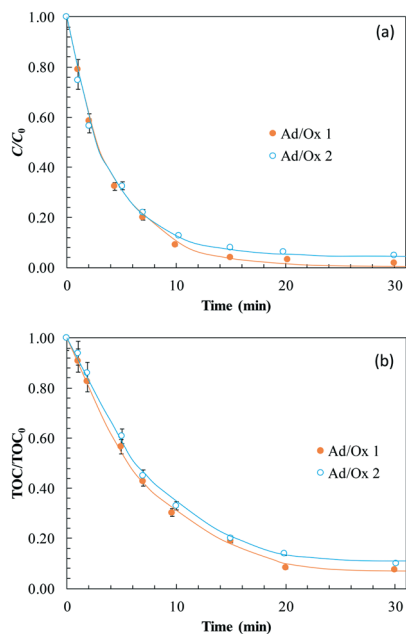 (a)
1.00
0.80
0.60
0.40
0.20
0.00
C/C₀
Ad/Ox 1
Ad/Ox 2
0
10
20
30
Time (min)
(b)
1.00
0.80
0.60
0.40
0.20
0.00
TOC/TOC₀
Ad/Ox 1
Ad/Ox 2
0
10
20
30
Time (min)